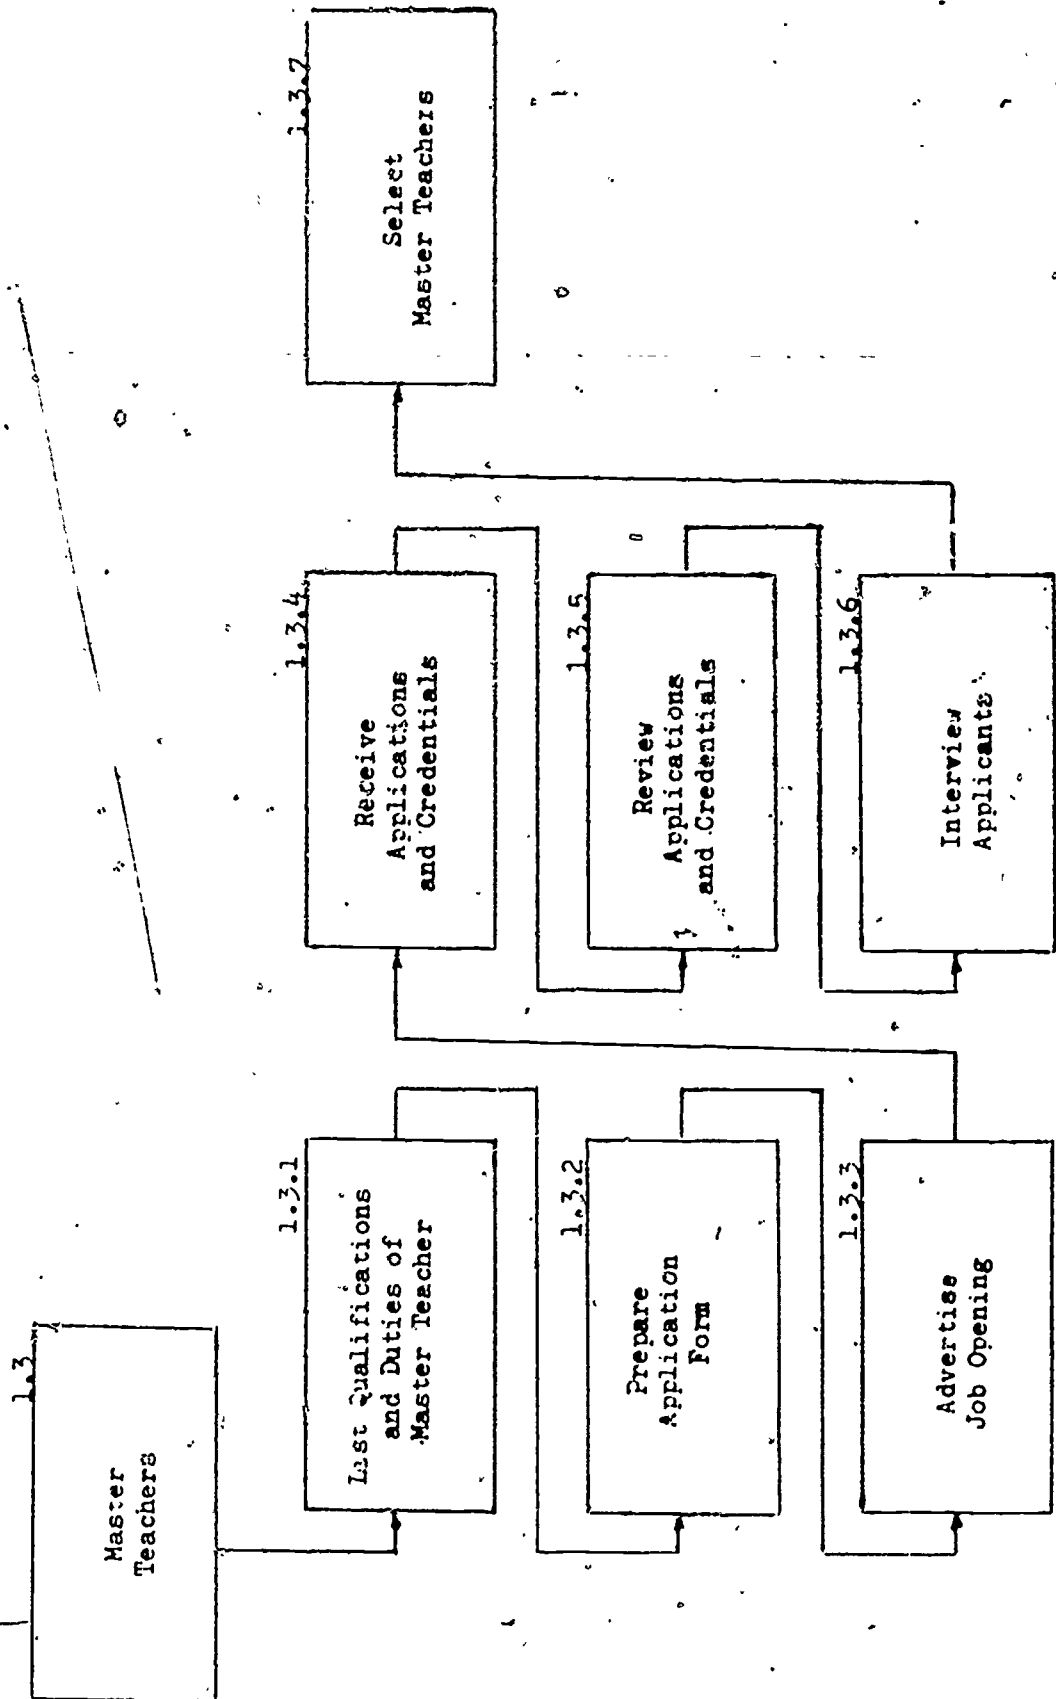 1.3
Master
Teachers
1.3.1
List Qualifications
and Duties of
Master Teacher
1.3.2
Prepare
Application
Form
1.3.3
Advertise
Job Opening
1.3.4
Receive
Applications
and Credentials
1.3.5
Review
Applications
and Credentials
1.3.6
Interview
Applicants
1.3.7
Select
Master Teachers